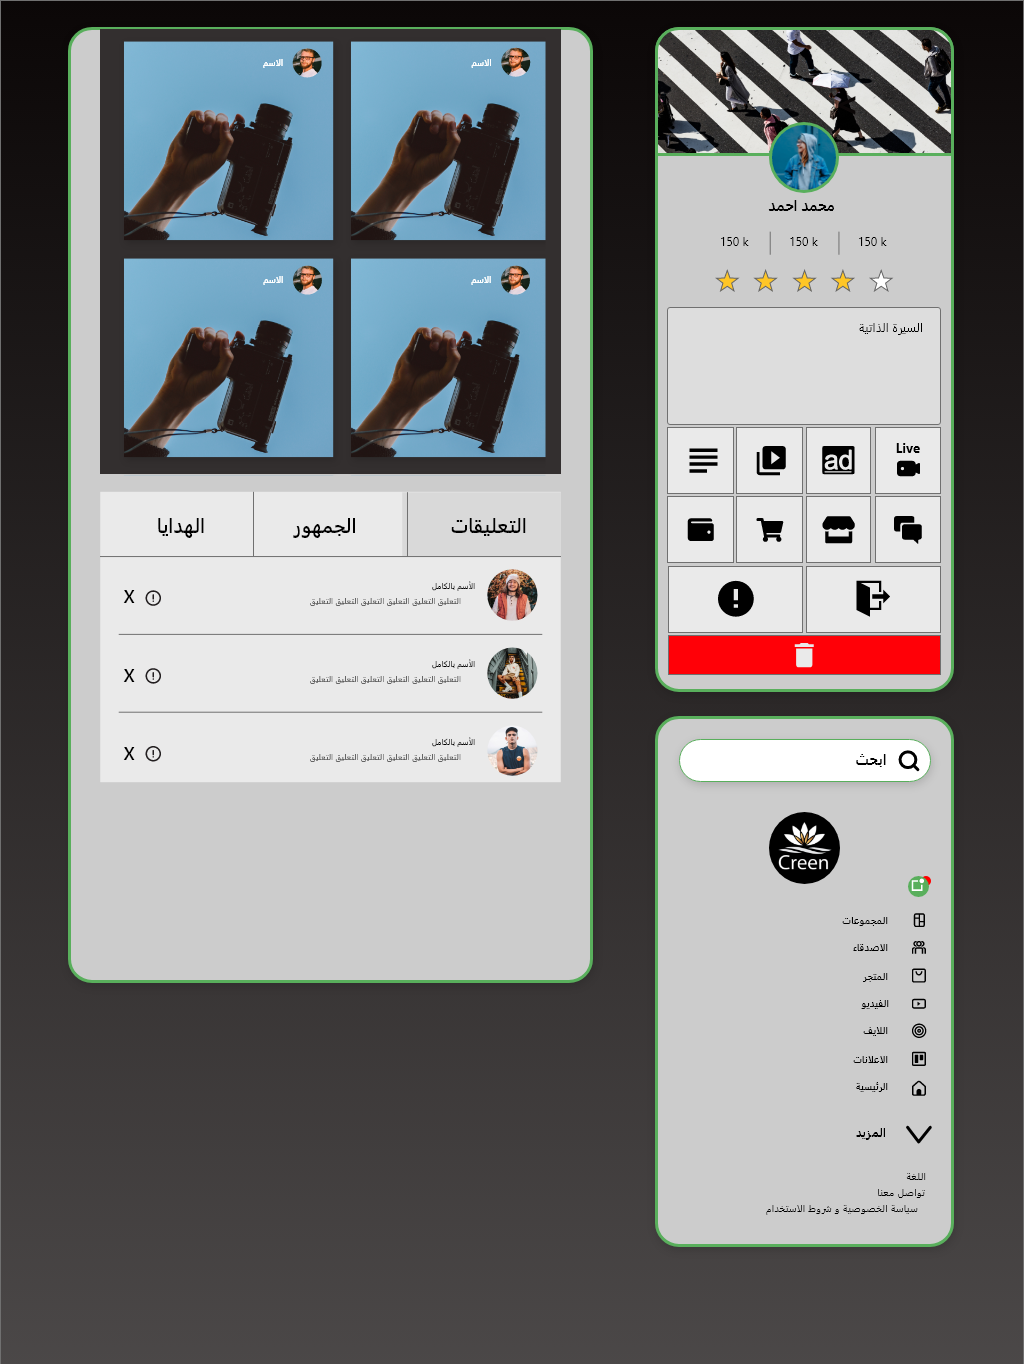 محمد احمد
150 k
150 k
150 k
السيرة الذاتية
Live
ad
ابحث
Creen
المجموعات
الاصدقاء
المتجر
الفيديو
اللايف
الاعلانات
الرئيسية
المزيد
اللغة
تواصل معنا
سياسة الخصوصية و شروط الاستخدام
الاسم
الاسم
الاسم
الاسم
التعليقات
الجمهور
الهدايا
الأسم بالكامل
التعليق التعليق التعليق التعليق التعليق التعليق
X
الأسم بالكامل
التعليق التعليق التعليق التعليق التعليق التعليق
X
الأسم بالكامل
التعليق التعليق التعليق التعليق التعليق التعليق
X